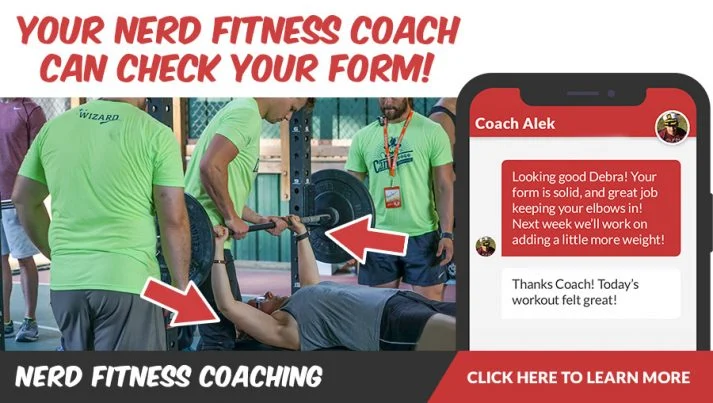 YOUR NERD FITNESS COACH
CAN CHECK YOUR FORM!
WIZARD
Coach Alek
Looking good Debra! Your
form is solid, and great job
keeping your elbows in!
Next week we'll work on
adding a little more weight!
Thanks Coach! Today's
workout felt great!
NERD FITNESS COACHING
CLICK HERE TO LEARN MORE